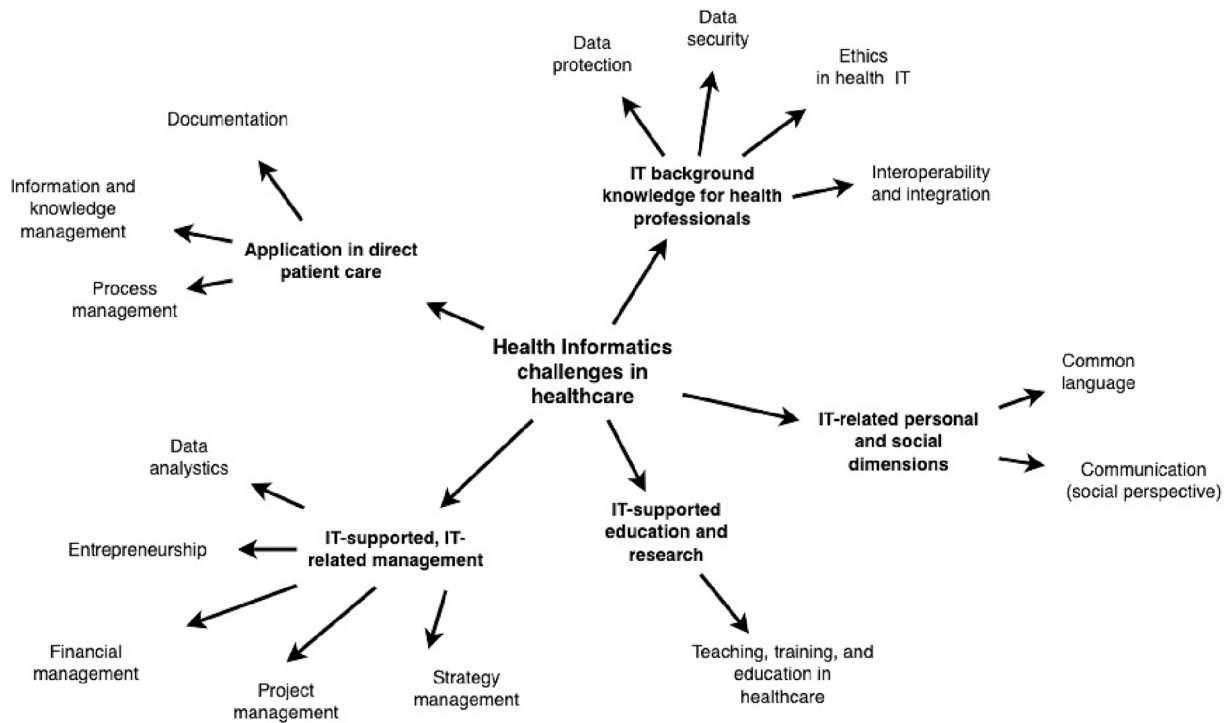 Data
security
Data
protection
Ethics
in health  IT
Documentation
IT background
knowledge for health
professionals
Interoperability
and integration
Information and
knowledge
management
Application in direct
patient care
Process
management
Health Informatics
challenges in
healthcare
Common
language
IT-related personal
and social
dimensions
Communication
(social perspective)
Data
analystics
IT-supported
education and
research
IT-supported, IT-
related management
Entrepreneurship
Financial
management
Project
management
Strategy
management
Teaching, training, and
education in
healthcare